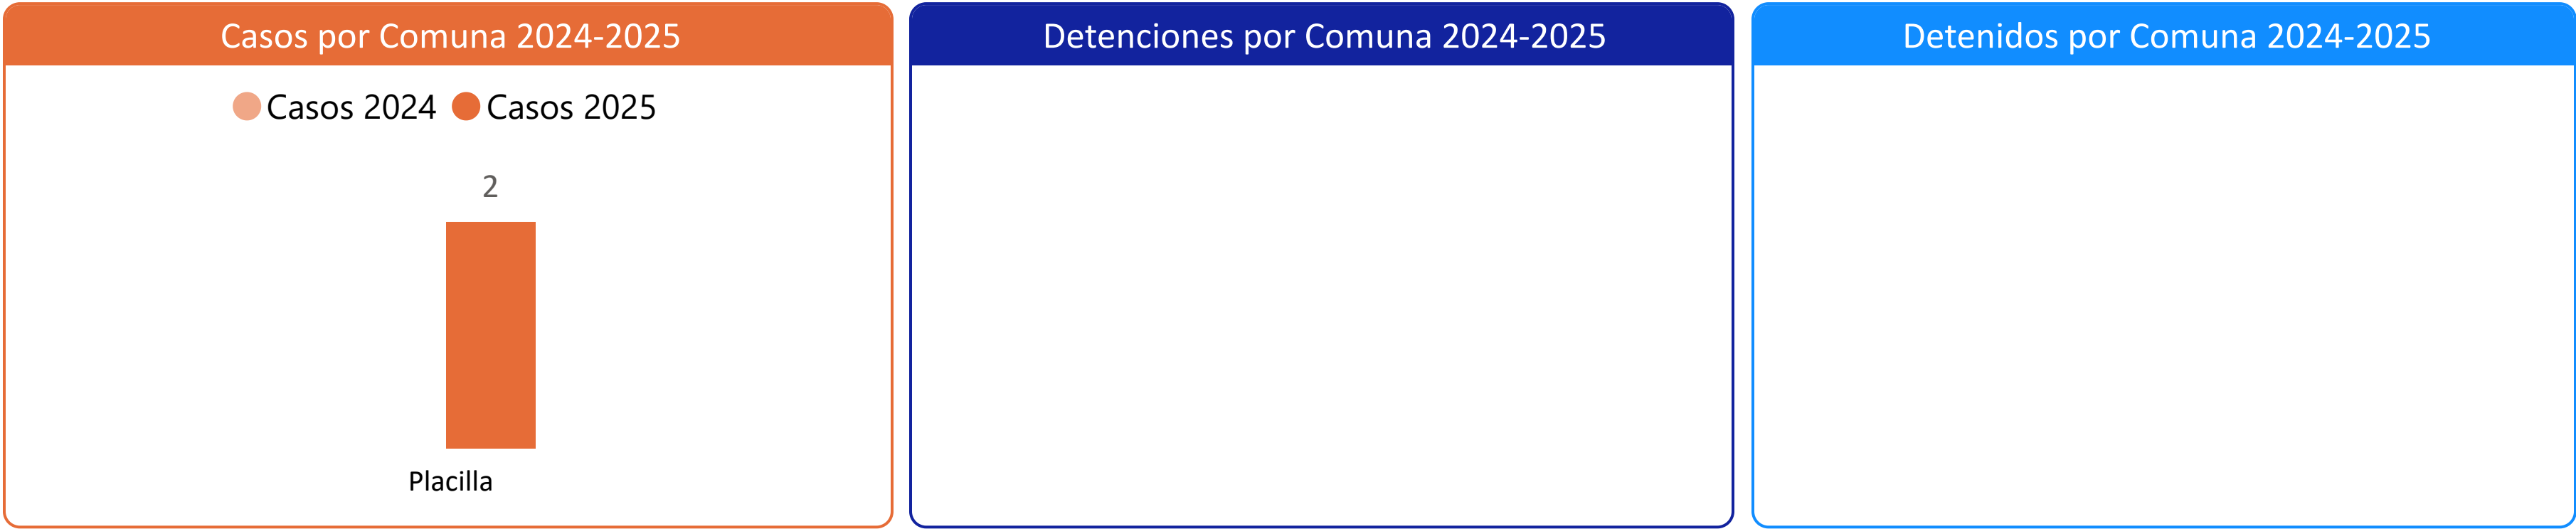 Casos por Comuna 2024-2025
Casos 2024 Casos 2025
2
Placilla
Detenciones por Comuna 2024-2025
Detenidos por Comuna 2024-2025